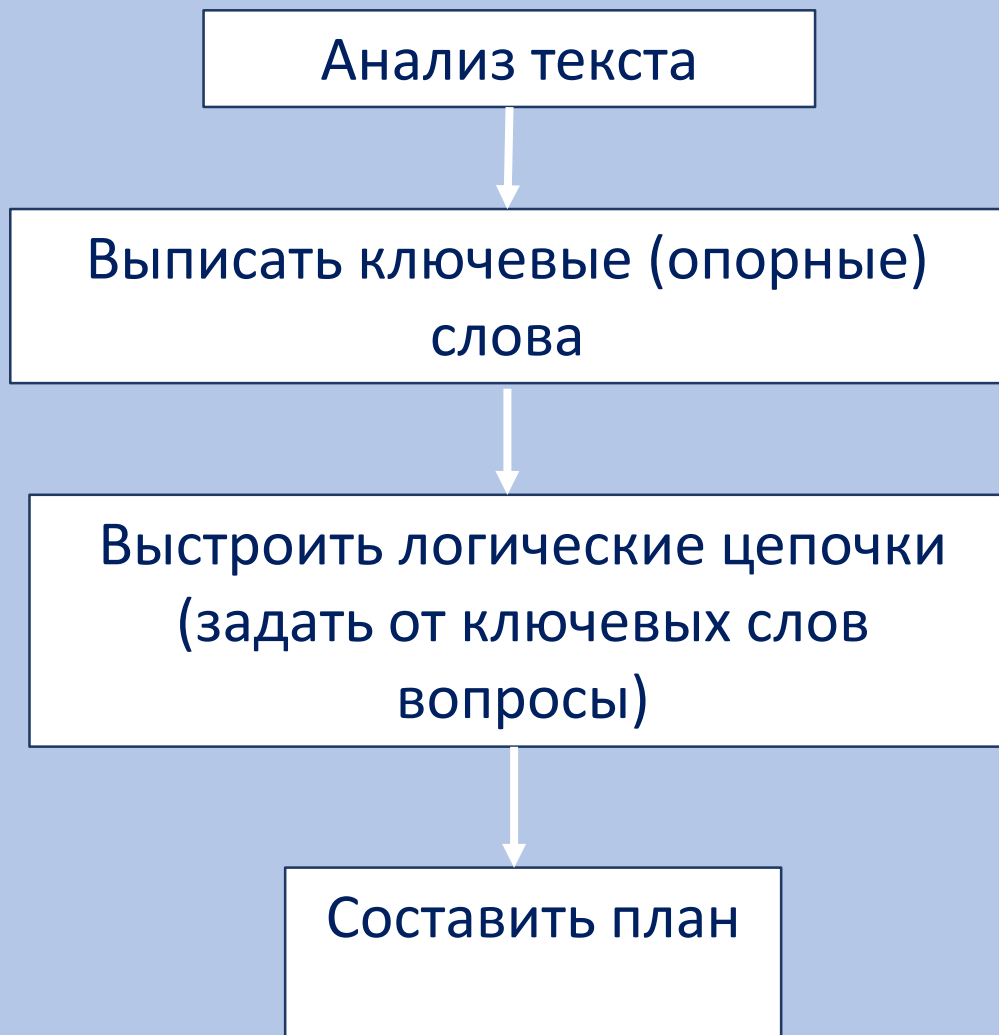 Анализ текста
Выписать ключевые (опорные)
слова
Выстроить логические цепочки
(задать от ключевых слов
вопросы)
Составить план